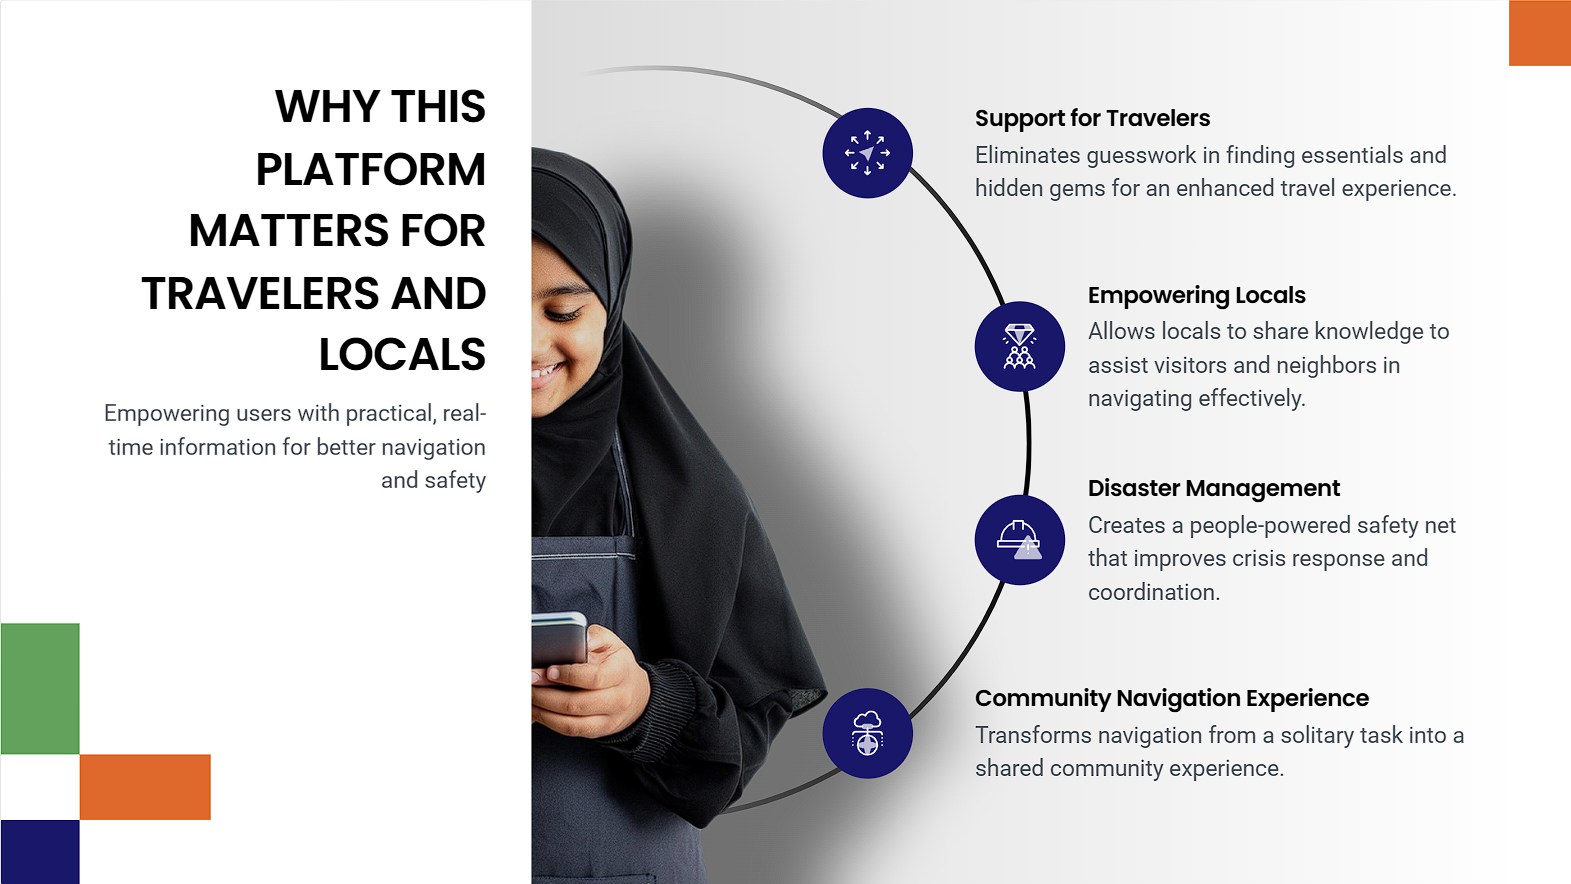 WHY THIS
PLATFORM
MATTERS FOR
TRAVELERS AND
LOCALS
Empowering users with practical, real-
time information for better navigation
and safety
Support for Travelers
Eliminates guesswork in finding essentials and
hidden gems for an enhanced travel experience.
Empowering Locals
Allows locals to share knowledge to
assist visitors and neighbors in
navigating effectively.
Disaster Management
Creates a people-powered safety net
that improves crisis response and
coordination.
Community Navigation Experience
Transforms navigation from a solitary task into a
shared community experience.